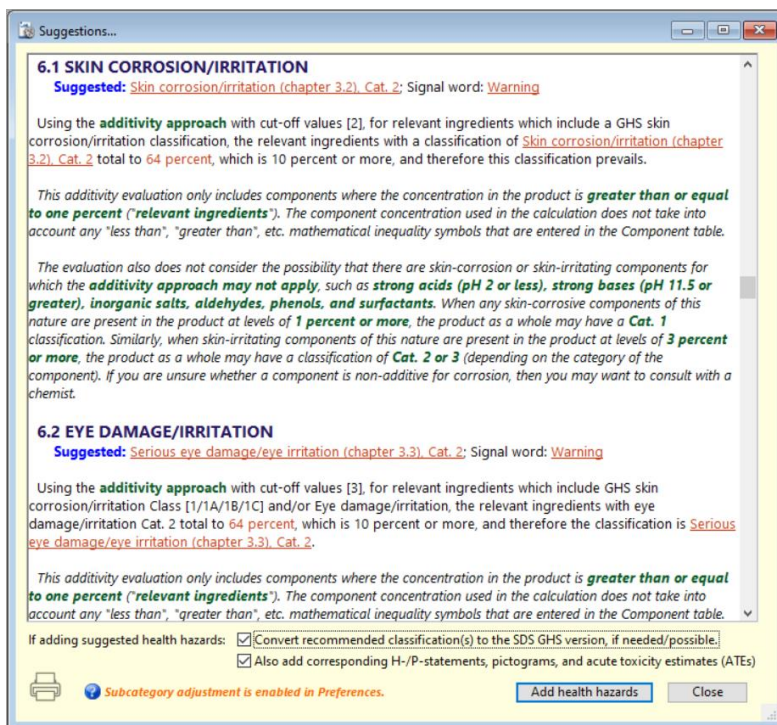 Suggestions...
6.1 SKIN CORROSION/IRRITATION
Suggested: Skin corrosion/irritation (chapter 3.2), Cat. 2; Signal word: Warning
Using the additivity approach with cut-off values [2], for relevant ingredients which include a GHS skin
corrosion/irritation classification, the relevant ingredients with a classification of Skin corrosion/irritation (chapter
3.2), Cat. 2 total to 64 percent, which is 10 percent or more, and therefore this classification prevails.
This additivity evaluation only includes components where the concentration in the product is greater than or equal
to one percent ("relevant ingredients"). The component concentration used in the calculation does not take into
account any "less than", "greater than", etc. mathematical inequality symbols that are entered in the Component table.
The evaluation also does not consider the possibility that there are skin-corrosion or skin-irritating components for
which the additivity approach may not apply, such as strong acids (pH 2 or less), strong bases (pH 11.5 or
greater), inorganic salts, aldehydes, phenols, and surfactants. When any skin-corrosive components of this
nature are present in the product at levels of 1 percent or more, the product as a whole may have a Cat. 1
classification. Similarly, when skin-irritating components of this nature are present in the product at levels of 3 percent
or more, the product as a whole may have a classification of Cat. 2 or 3 (depending on the category of the
component). If you are unsure whether a component is non-additive for corrosion, then you may want to consult with a
chemist.
6.2 EYE DAMAGE/IRRITATION
Suggested: Serious eye damage/eye irritation (chapter 3.3), Cat. 2; Signal word: Warning
Using the additivity approach with cut-off values [3], for relevant ingredients which include GHS skin
corrosion/irritation Class [1/1A/1B/1C] and/or Eye damage/irritation, the relevant ingredients with eye
damage/irritation Cat. 2 total to 64 percent, which is 10 percent or more, and therefore the classification is Serious
eye damage/eye irritation (chapter 3.3), Cat. 2.
This additivity evaluation only includes components where the concentration in the product is greater than or equal
to one percent ("relevant ingredients"). The component concentration used in the calculation does not take into
account any "less than", "greater than", etc. mathematical inequality symbols that are entered in the Component table.
If adding suggested health hazards: Convert recommended classification(s) to the SDS GHS version, if needed/possible.
Also add corresponding H-/P-statements, pictograms, and acute toxicity estimates (ATEs)
Subcategory adjustment is enabled in Preferences. Add health hazards Close